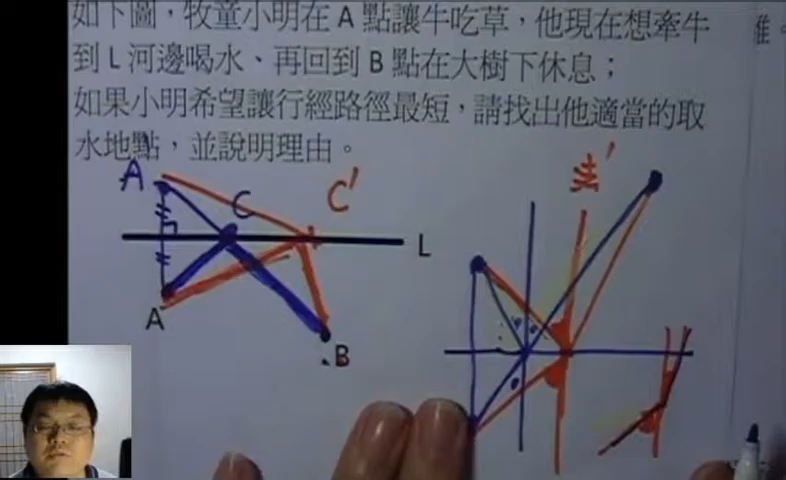 如下圖，牧童小明在 A 點讓牛吃草，他現在想牽牛
到 L 河邊喝水、再回到 B 點在大樹下休息；
如果小明希望讓行經路徑最短，請找出他適當的取
水地點，並說明理由。
A
C
C'
L
A
B
法'